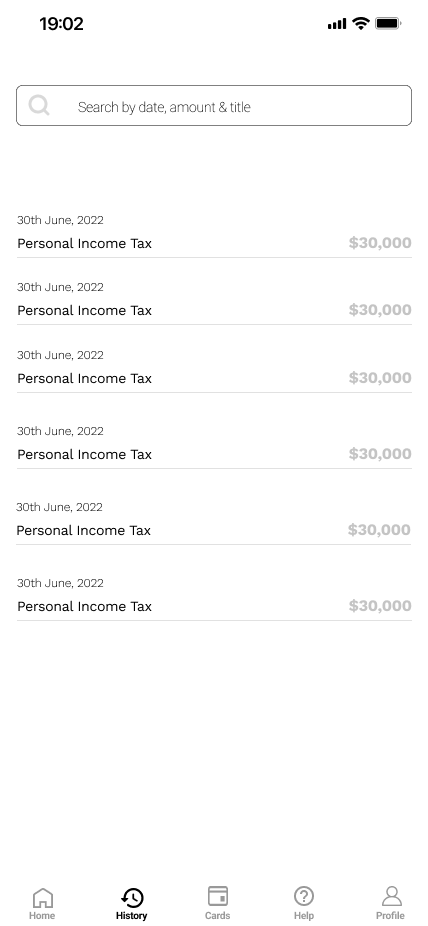 19:02
Search by date, amount & title
30th June, 2022
Personal Income Tax $30,000
30th June, 2022
Personal Income Tax $30,000
30th June, 2022
Personal Income Tax $30,000
30th June, 2022
Personal Income Tax $30,000
30th June, 2022
Personal Income Tax $30,000
30th June, 2022
Personal Income Tax $30,000
Home History Cards Help Profile